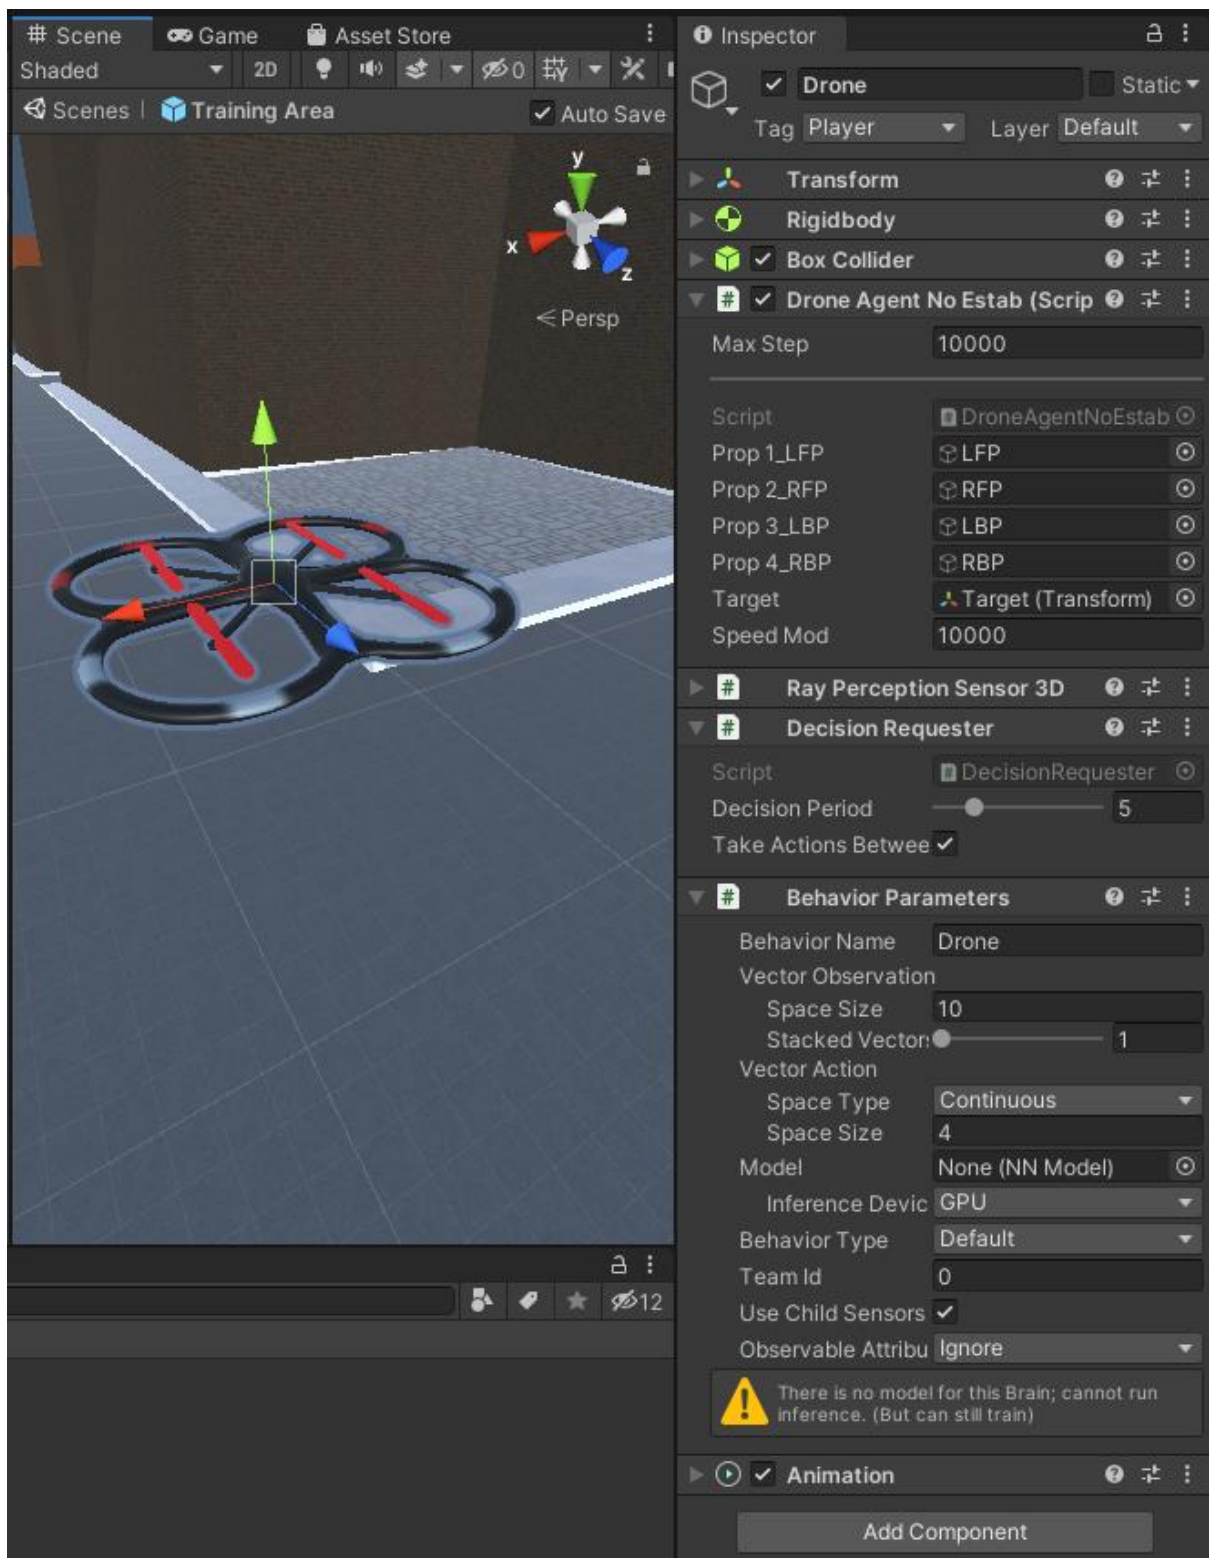 Scene Game Asset Store
Shaded 2D 0
Scenes Training Area Auto Save
y
x
z
Persp
12
Inspector
Drone Static
Tag Player Layer Default
Transform
Rigidbody
Box Collider
# Drone Agent No Estab (Scrip
Max Step 10000
Script DroneAgentNoEstab
Prop 1_LFP LFP
Prop 2_RFP RFP
Prop 3_LBP LBP
Prop 4_RBP RBP
Target Target (Transform)
Speed Mod 10000
# Ray Perception Sensor 3D
# Decision Requester
Script DecisionRequester
Decision Period 5
Take Actions Betwee
# Behavior Parameters
Behavior Name Drone
Vector Observation
Space Size 10
Stacked Vector: 1
Vector Action
Space Type Continuous
Space Size 4
Model None (NN Model)
Inference Devic GPU
Behavior Type Default
Team Id 0
Use Child Sensors
Observable Attribu Ignore
There is no model for this Brain; cannot run
inference. (But can still train)
Animation
Add Component